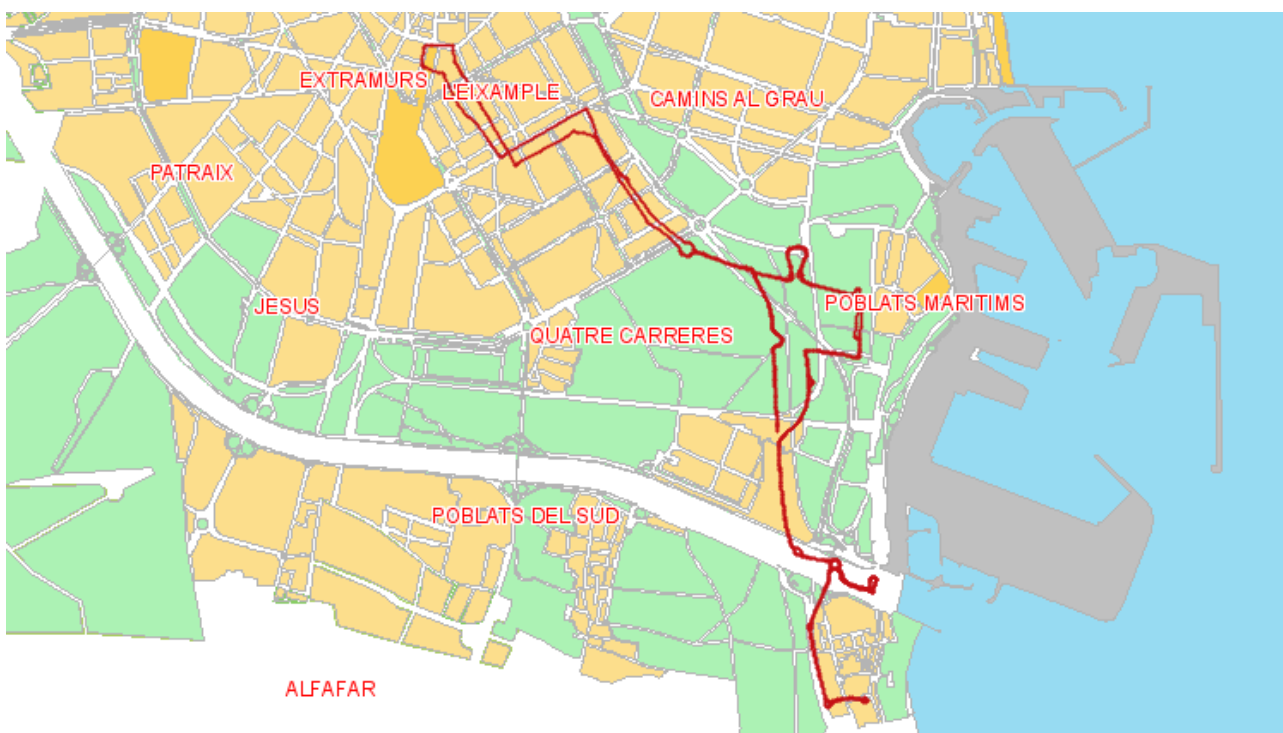 EXTRAMURS
L'EIXAMPLE
CAMINS AL GRAU
PATRAIX
JESUS
POBLATS MARITIMS
QUATRE CARRERES
POBLATS DEL SUD
ALFAFAR